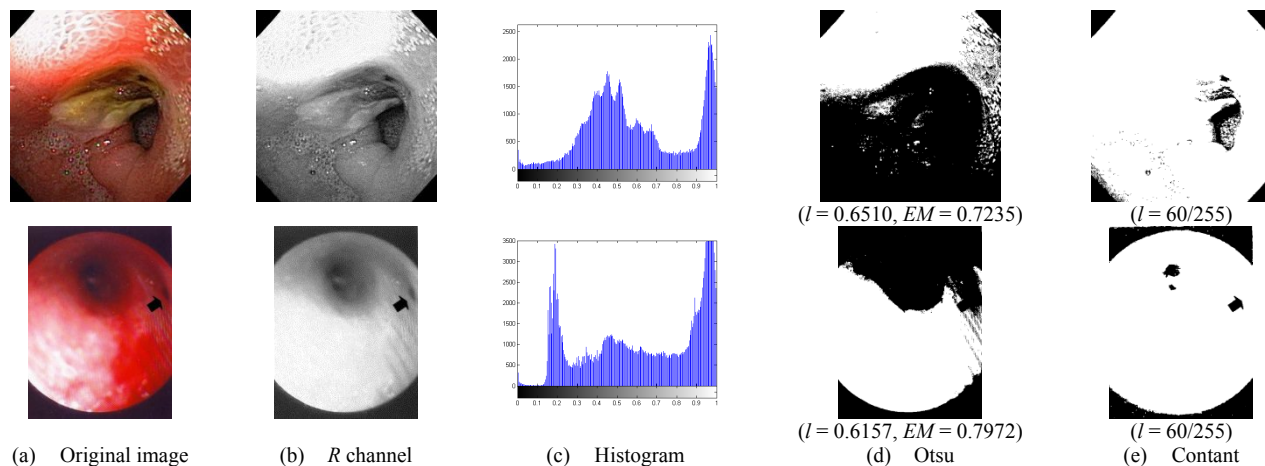 2500
2000
1500
1000
500
0
0 0.1 0.2 0.3 0.4 0.5 0.6 0.7 0.8 0.9 1
(l = 0.6510, EM = 0.7235) (l = 60/255)
3500
3000
2500
2000
1500
1000
500
0
0 0.1 0.2 0.3 0.4 0.5 0.6 0.7 0.8 0.9 1
(l = 0.6157, EM = 0.7972) (l = 60/255)
(a) Original image (b) R channel (c) Histogram (d) Otsu (e) Contant